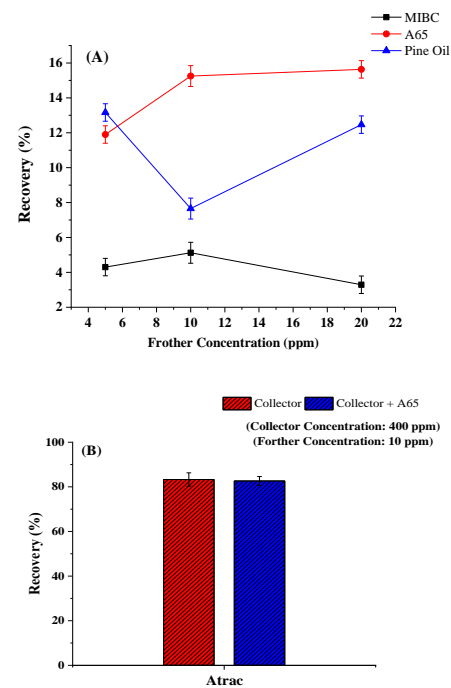 MIBC
A65
Pine Oil
(A)
16
14
12
10
8
6
4
2
Recovery (%)
4 6 8 10 12 14 16 18 20 22
Frother Concentration (ppm)
Collector Collector + A65
(Collector Concentration: 400 ppm)
(Forther Concentration: 10 ppm)
(B)
100
80
60
40
20
0
Recovery (%)
Atrac